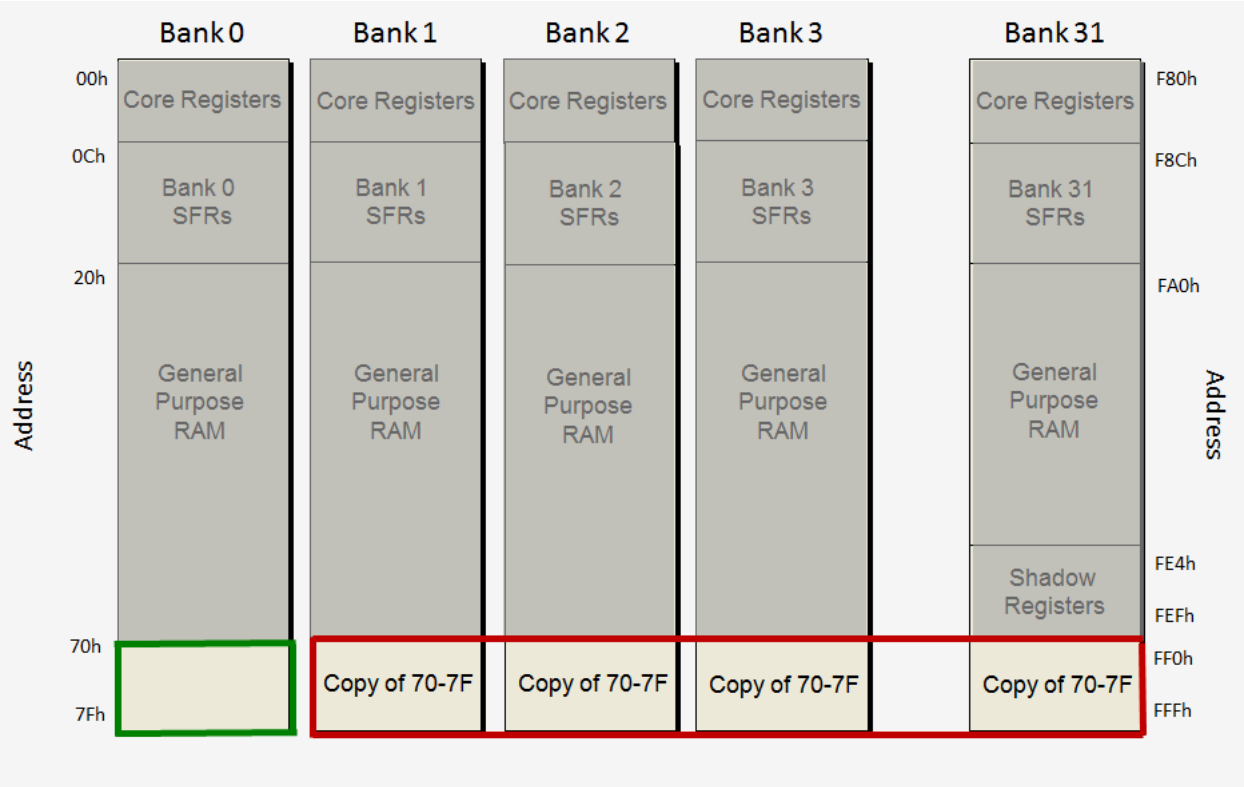 Bank 0
Bank 1
Bank 2
Bank 3
Bank 31
00h
0Ch
20h
70h
7Fh
Address
Core Registers
Bank 0
SFRs
General
Purpose
RAM
Core Registers
Bank 1
SFRs
General
Purpose
RAM
Copy of 70-7F
Core Registers
Bank 2
SFRs
General
Purpose
RAM
Copy of 70-7F
Core Registers
Bank 3
SFRs
General
Purpose
RAM
Copy of 70-7F
Core Registers
Bank 31
SFRs
General
Purpose
RAM
Shadow
Registers
Copy of 70-7F
F80h
F8Ch
FA0h
FE4h
FEFh
FF0h
FFFh
Address